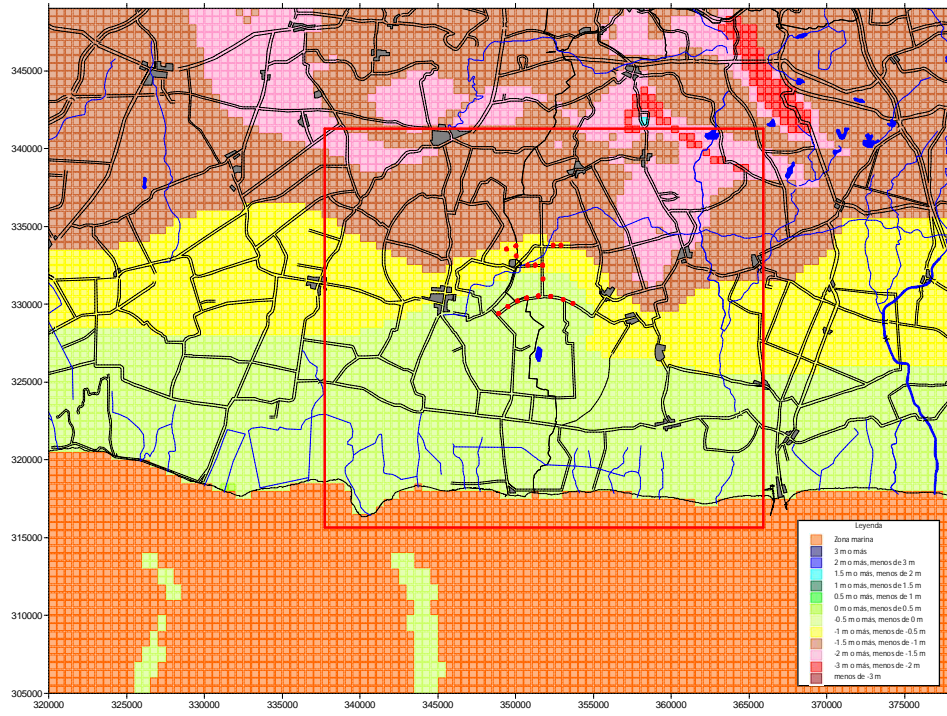 345000
340000
335000
330000
325000
320000
315000
310000
305000
320000 325000 330000 335000 340000 345000 350000 355000 360000 365000 370000 375000
Leyenda
Zona marina
3 m o más
2 m o más, menos de 3 m
1.5 m o más, menos de 2 m
1 m o más, menos de 1.5 m
0.5 m o más, menos de 1 m
0 m o más, menos de 0.5 m
-0.5 m o más, menos de 0 m
-1 m o más, menos de -0.5 m
-1.5 m o más, menos de -1 m
-2 m o más, menos de -1.5 m
-3 m o más, menos de -2 m
menos de -3 m